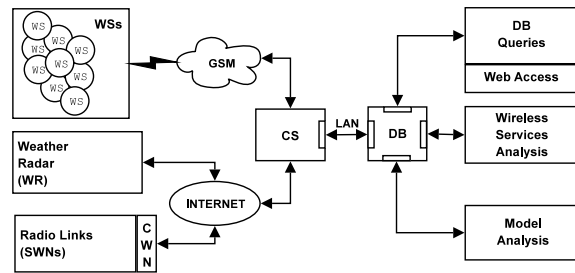 WSs
WS
WS
WS
WS
WS
WS
WS
WS
WS
GSM
DB
Queries
Web Access
CS
LAN
DB
Wireless
Services
Analysis
Weather
Radar
(WR)
INTERNET
Radio Links
(SWNs)
C
W
N
Model
Analysis